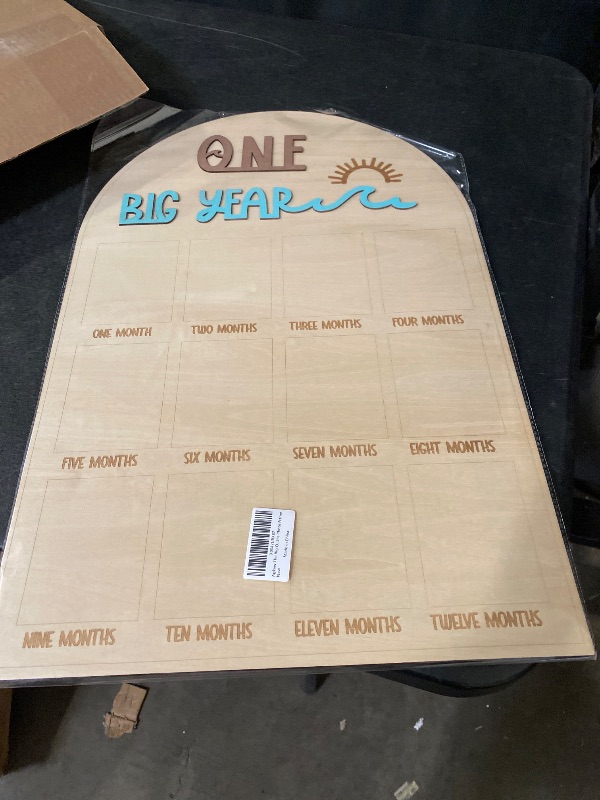 ONE
BIG YEAR
ONE MONTH
TWO MONTHS
THREE MONTHS
FOUR MONTHS
FIVE MONTHS
SIX MONTHS
SEVEN MONTHS
EIGHT MONTHS
NINE MONTHS
TEN MONTHS
ELEVEN MONTHS
TWELVE MONTHS